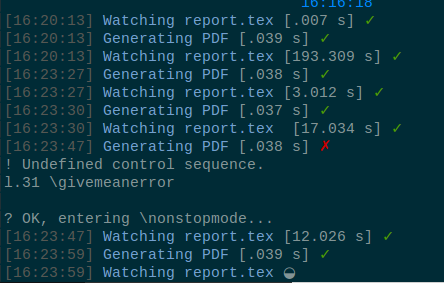 16:16:18
[16:20:13] Watching report.tex [.007 s] ✓
[16:20:13] Generating PDF [.039 s] ✓
[16:20:13] Watching report.tex [193.309 s] ✓
[16:23:27] Generating PDF [.038 s] ✓
[16:23:27] Watching report.tex [3.012 s] ✓
[16:23:30] Generating PDF [.037 s] ✓
[16:23:30] Watching report.tex [17.034 s] ✓
[16:23:47] Generating PDF [.038 s] ✗
! Undefined control sequence.
l.31 \givemeanerror
? OK, entering \nonstopmode...
[16:23:47] Watching report.tex [12.026 s] ✓
[16:23:59] Generating PDF [.039 s] ✓
[16:23:59] Watching report.tex ◒